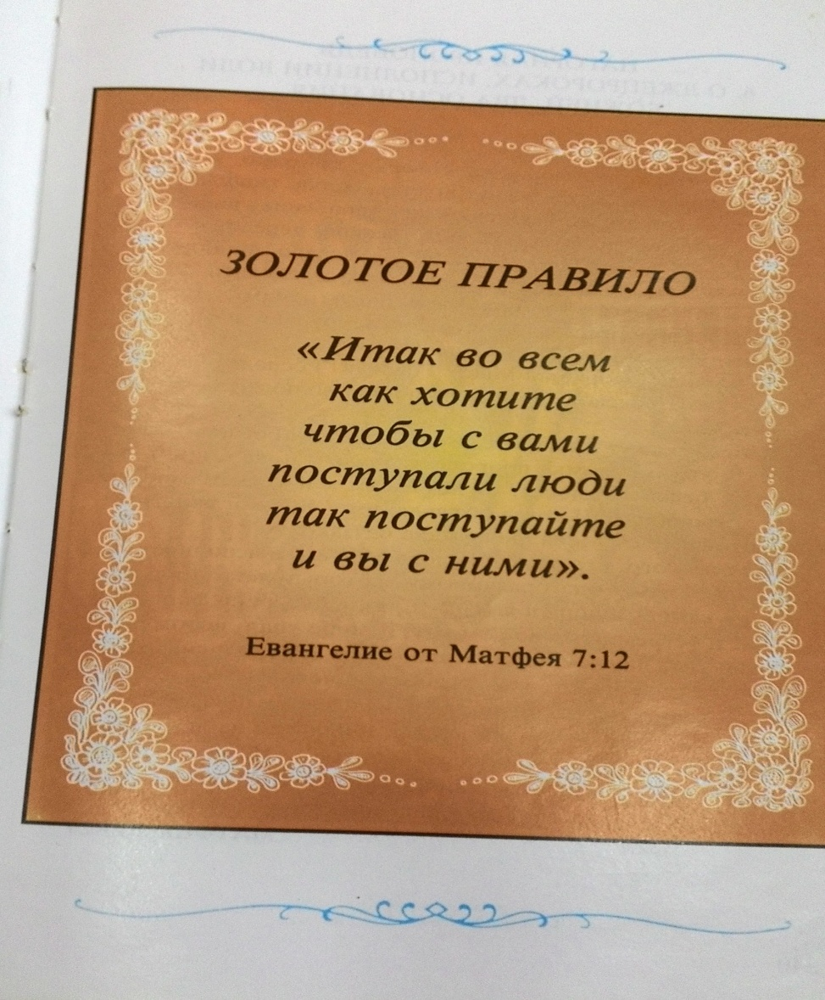 ЗОЛОТОЕ ПРАВИЛО
«Итак во всем
как хотите
чтобы с вами
поступали люди
так поступайте
и вы с ними».
Евангелие от Матфея 7:12